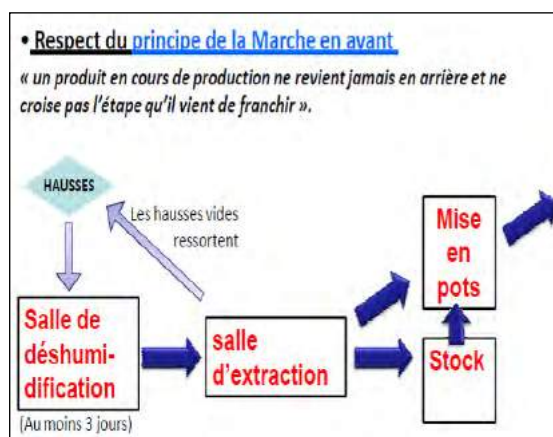 • Respect du principe de la Marche en avant
« un produit en cours de production ne revient jamais en arrière et ne
croise pas l'étape qu'il vient de franchir ».
HAUSSES
Les hausses vides
ressortent
Mise
en
pots
Salle de
déshumi-
dification
salle
d'extraction
Stock
(Au moins 3 jours)